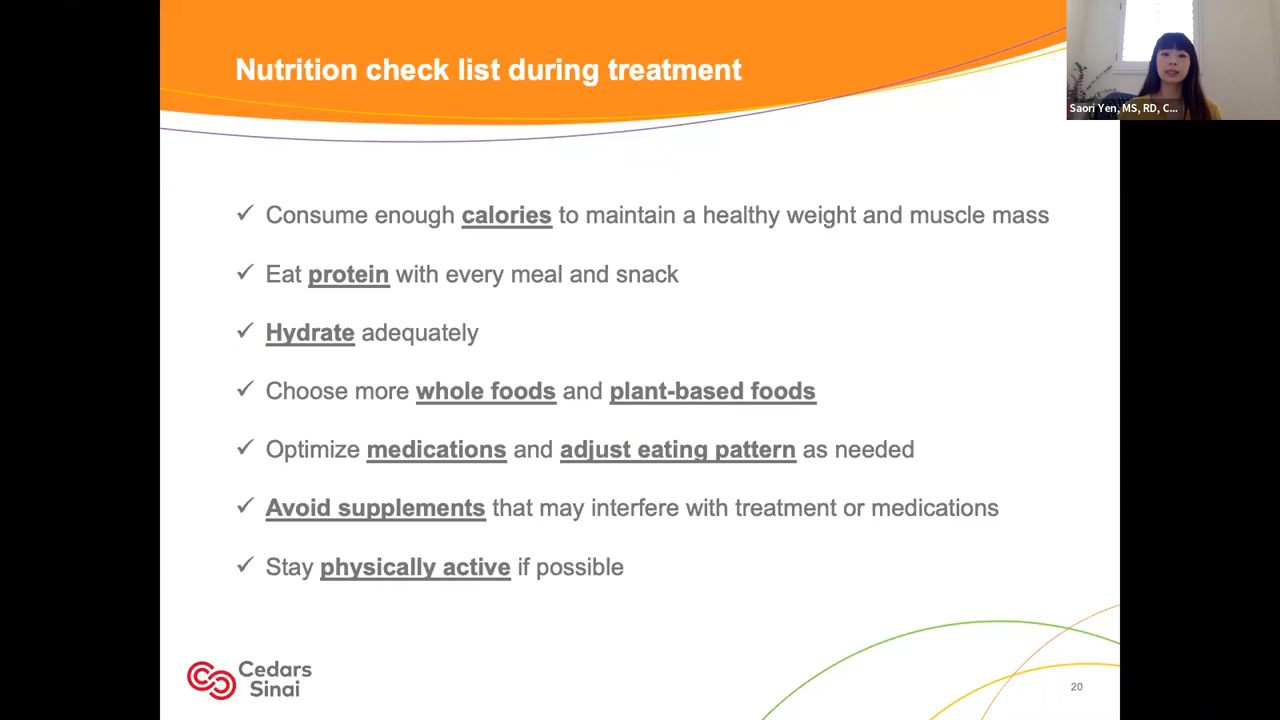 Nutrition check list during treatment
Saori Yen, MS, RD, C...
✓ Consume enough calories to maintain a healthy weight and muscle mass
✓ Eat protein with every meal and snack
✓ Hydrate adequately
✓ Choose more whole foods and plant-based foods
✓ Optimize medications and adjust eating pattern as needed
✓ Avoid supplements that may interfere with treatment or medications
✓ Stay physically active if possible
Cedars
Sinai
20